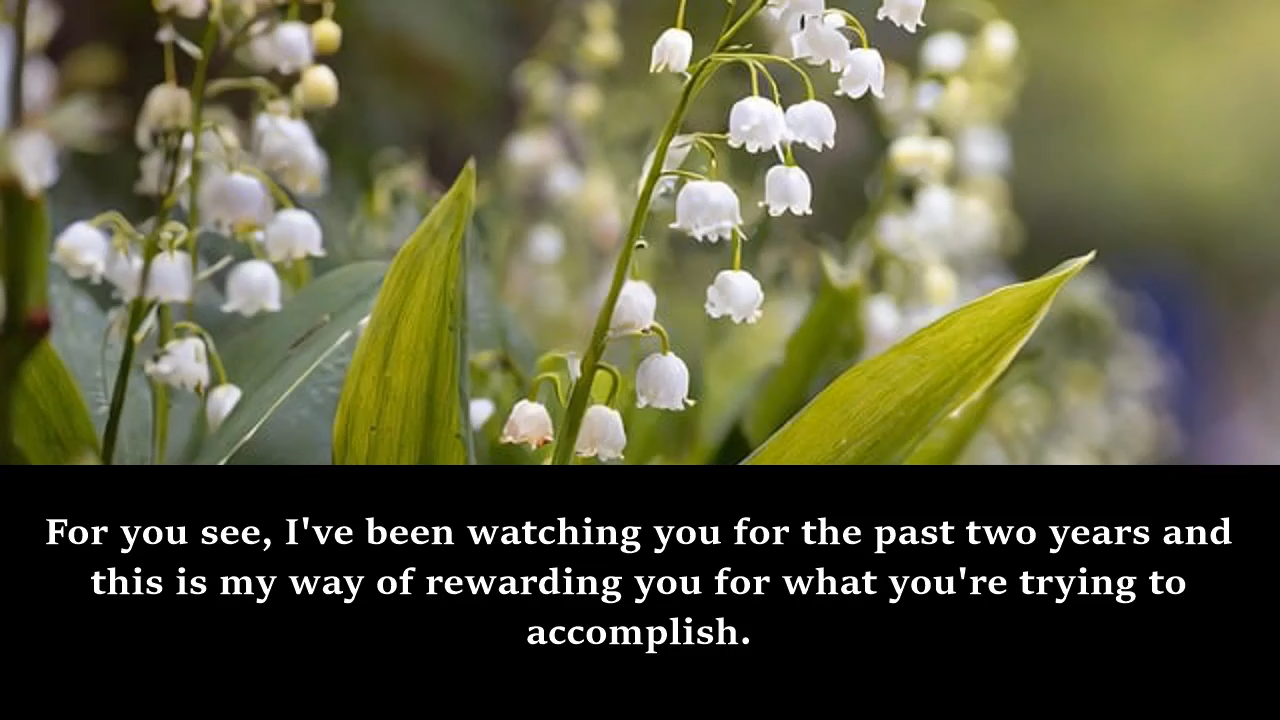 For you see, I've been watching you for the past two years and
this is my way of rewarding you for what you're trying to
accomplish.